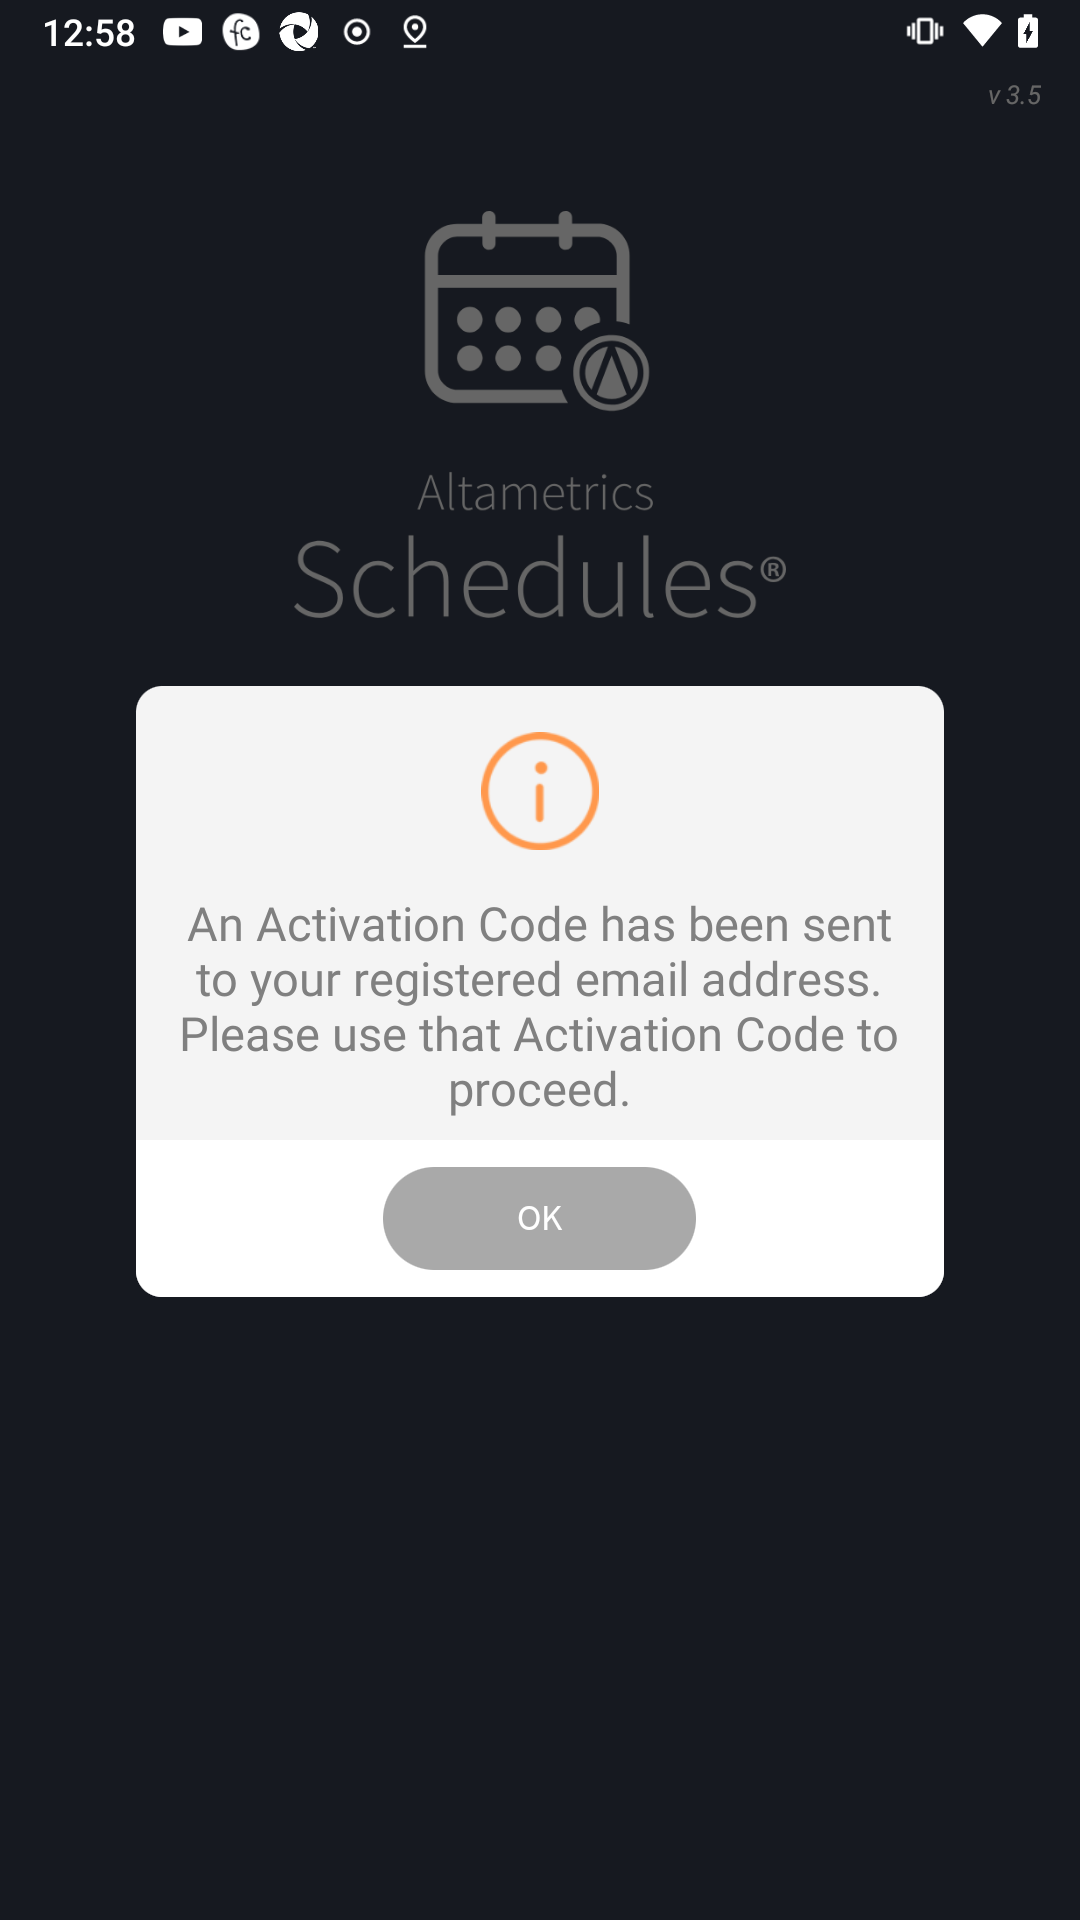 12:58
v 3.5
Altametrics
Schedules®
An Activation Code has been sent
to your registered email address.
Please use that Activation Code to
proceed.
OK